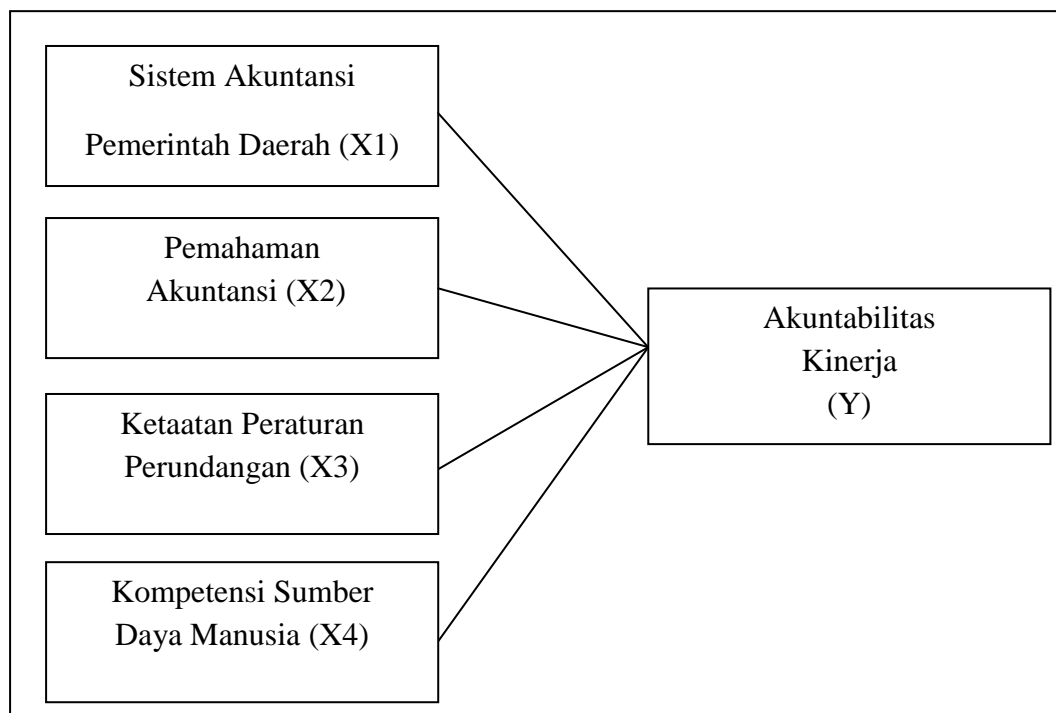 Sistem Akuntansi
Pemerintah Daerah (X1)
Pemahaman
Akuntansi (X2)
Ketaatan Peraturan
Perundangan (X3)
Kompetensi Sumber
Daya Manusia (X4)
Akuntabilitas
Kinerja
(Y)